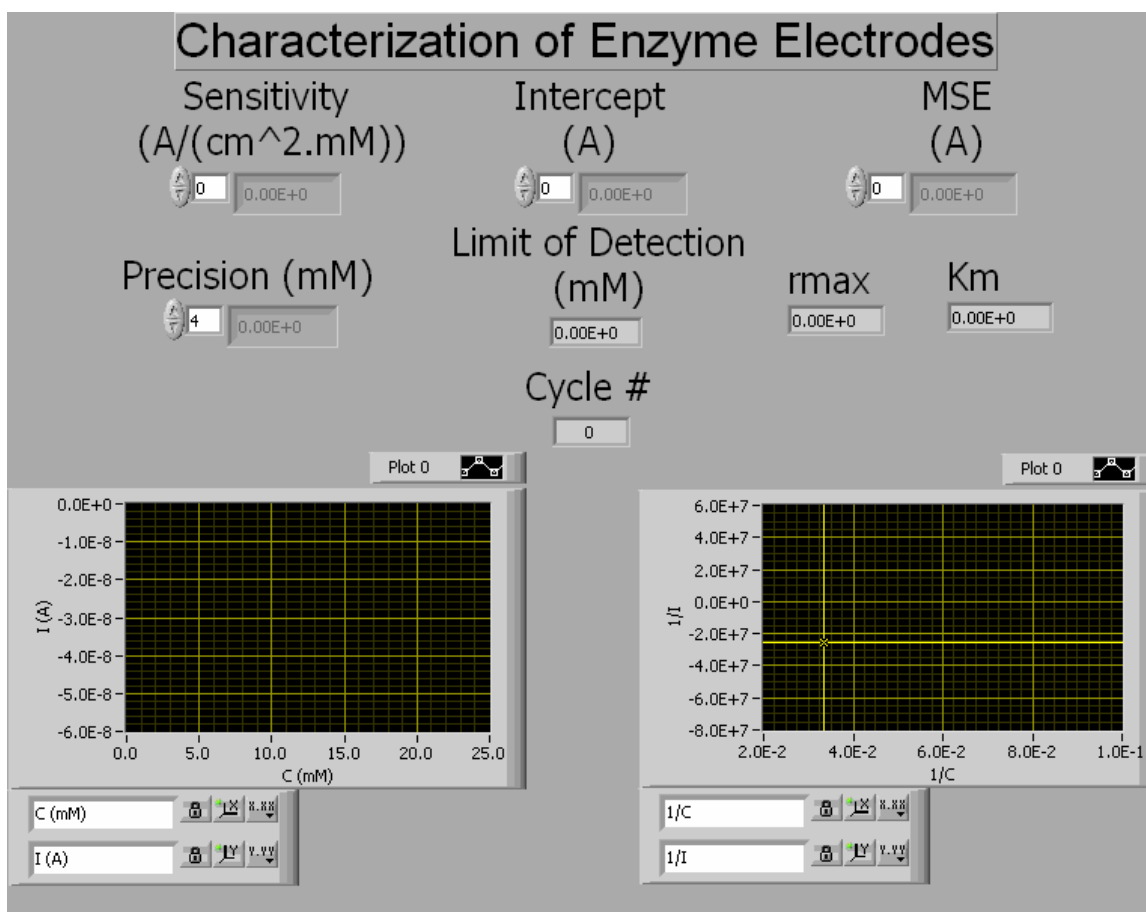 Characterization of Enzyme Electrodes
Sensitivity
(A/(cm^2.mM))
0
0.00E+0
Intercept
(A)
0
0.00E+0
MSE
(A)
0
0.00E+0
Precision (mM)
4
0.00E+0
Limit of Detection
(mM)
0.00E+0
rmax
0.00E+0
Km
0.00E+0
Cycle #
0
Plot 0
0.0E+0
-1.0E-8
-2.0E-8
-3.0E-8
-4.0E-8
-5.0E-8
-6.0E-8
I (A)
0.0 5.0 10.0 15.0 20.0 25.0
C (mM)
C (mM)
X.XX
I (A)
Y.YY
Plot 0
6.0E+7
4.0E+7
2.0E+7
0.0E+0
-2.0E+7
-4.0E+7
-6.0E+7
-8.0E+7
1/I
2.0E-2 4.0E-2 6.0E-2 8.0E-2 1.0E-1
1/C
1/C
X.XX
1/I
Y.YY